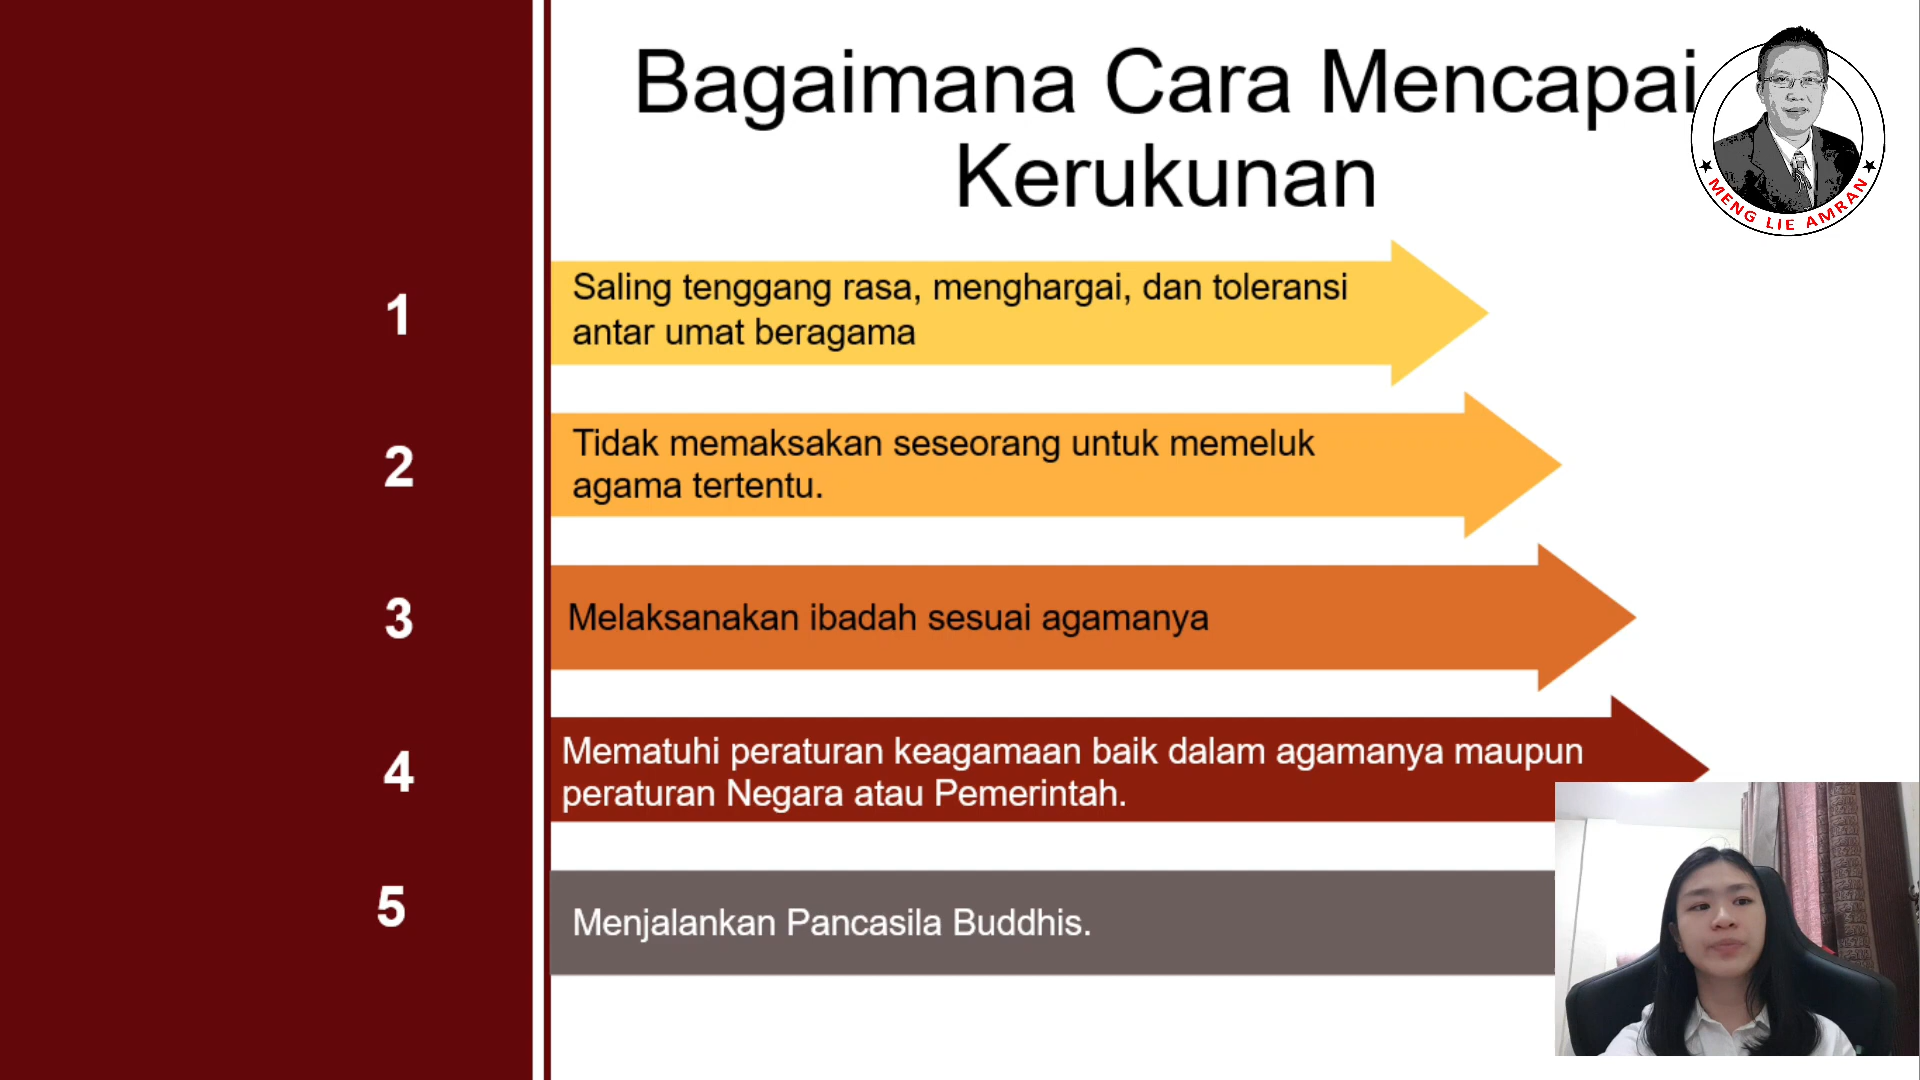 Bagaimana Cara Mencapai
Kerukunan
MENG LIE AMRAN
1
Saling tenggang rasa, menghargai, dan toleransi
antar umat beragama
2
Tidak memaksakan seseorang untuk memeluk
agama tertentu.
3
Melaksanakan ibadah sesuai agamanya
4
Mematuhi peraturan keagamaan baik dalam agamanya maupun
peraturan Negara atau Pemerintah.
5
Menjalankan Pancasila Buddhis.